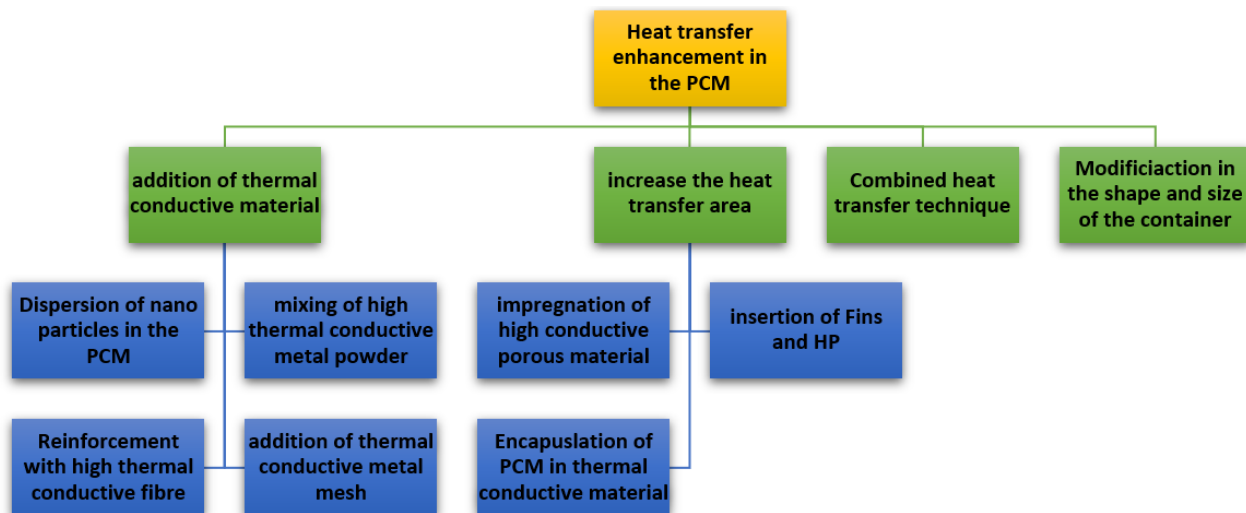 Heat transfer
enhancement in
the PCM
addition of thermal
conductive material
increase the heat
transfer area
Combined heat
transfer technique
Modificiaction in
the shape and size
of the container
Dispersion of nano
particles in the
PCM
mixing of high
thermal conductive
metal powder
impregnation of
high conductive
porous material
insertion of Fins
and HP
Reinforcement
with high thermal
conductive fibre
addition of thermal
conductive metal
mesh
Encapuslation of
PCM in thermal
conductive material